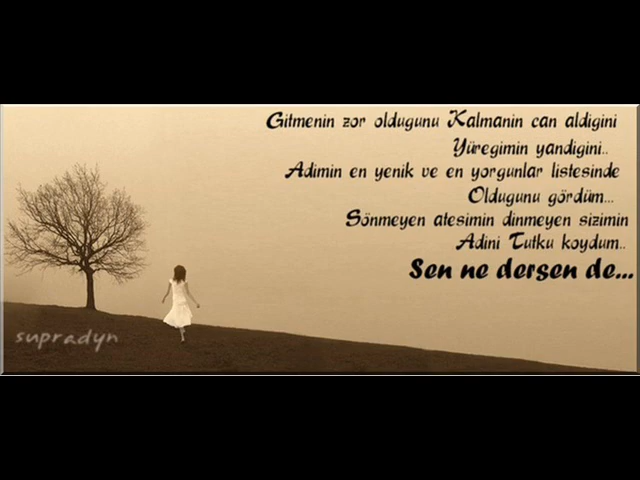 Gitmenin zor oldugunu Kalmanin can aldigini
Yüregimin yandigini..
Adimin en yenik ve en yorgunlar listesinde
Oldugunu gördüm...
Sönmeyen atesimin dinmeyen sizimin
Adini Tutku koydum..
Sen ne dersen de...
supradyn